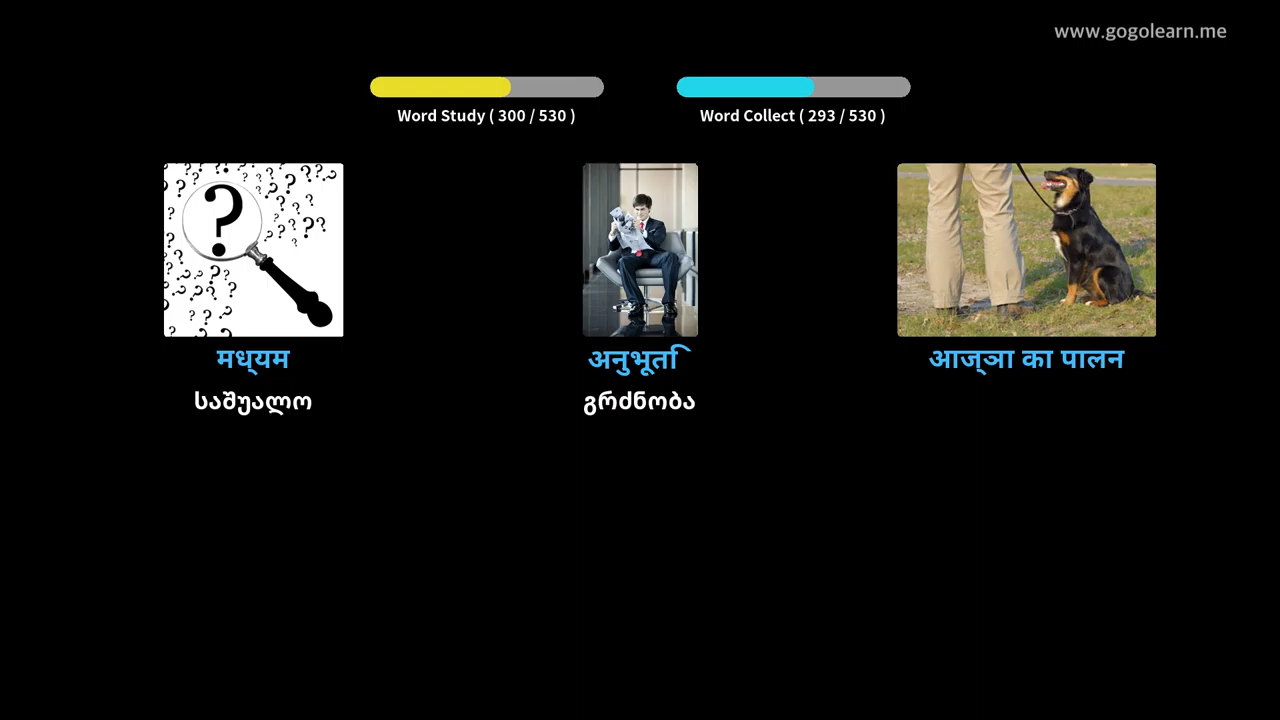 www.gogolearn.me
Word Study ( 300 / 530 )
Word Collect ( 293 / 530 )
मध्यम
अनुभूति
आज्ञा का पालन
საშუალო
გრძნობა